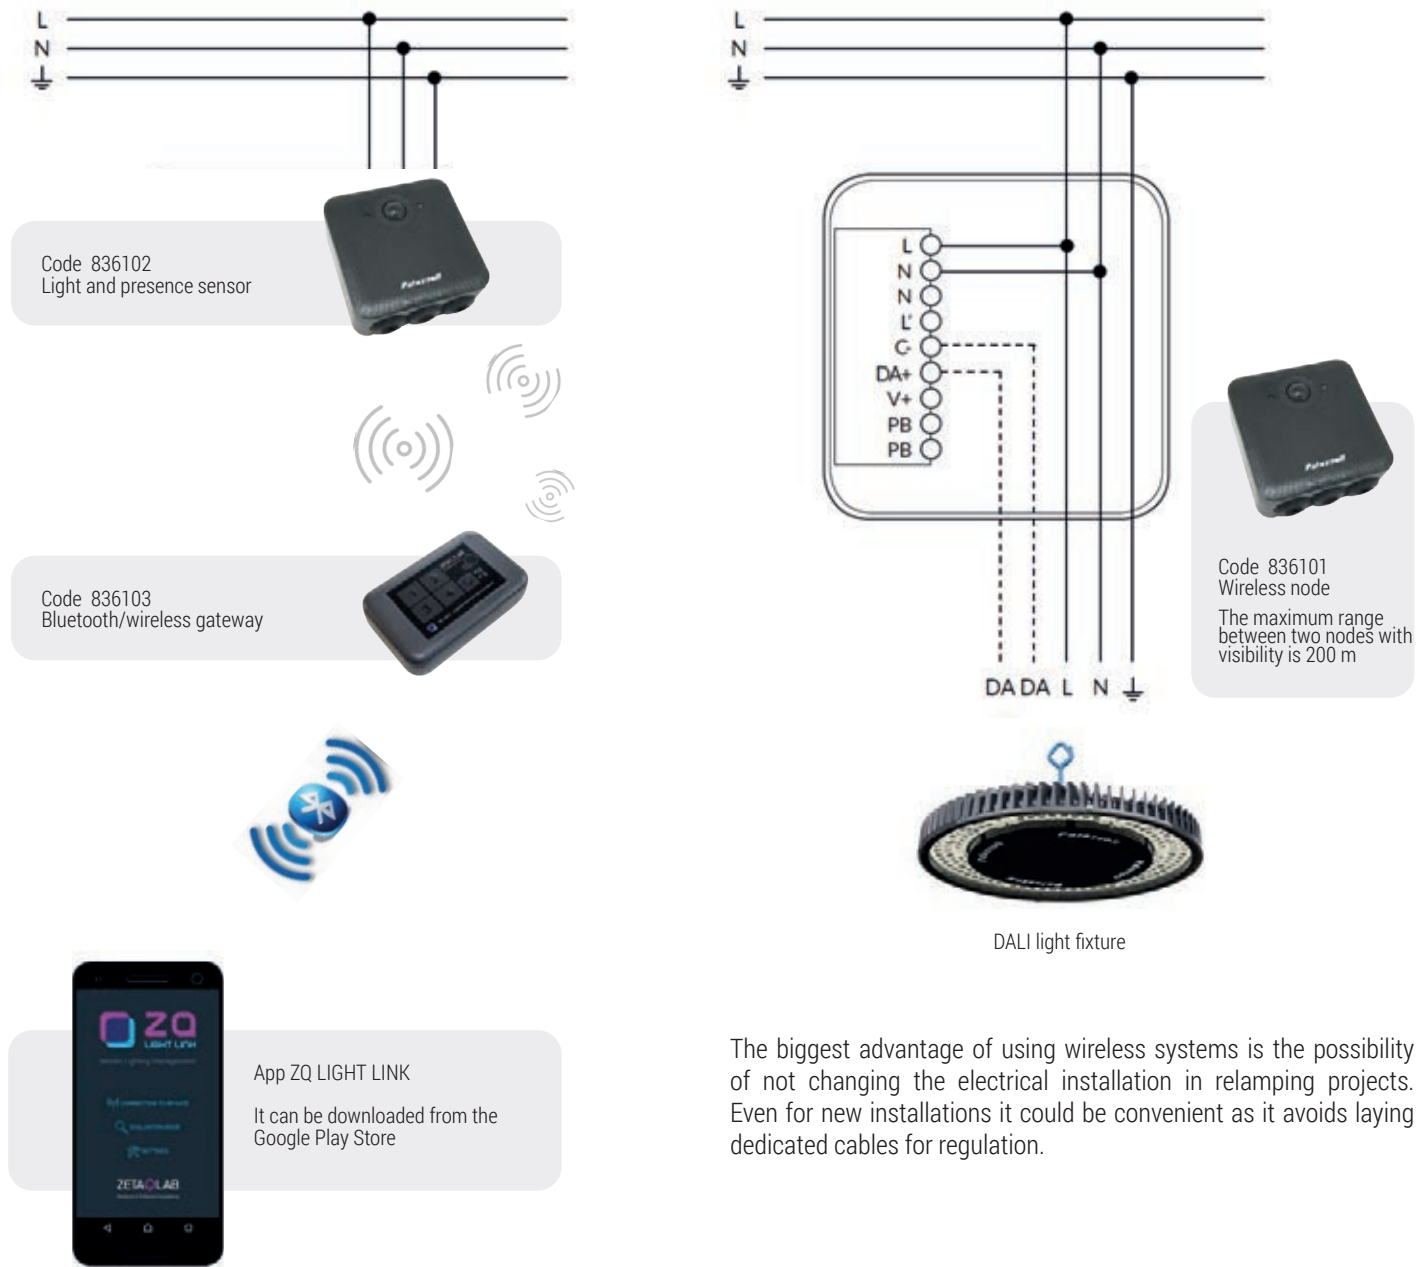 L
N
Code 836102
Light and presence sensor
Code 836103
Bluetooth/wireless gateway
ZQ
LIGHT LINK
ZETAQLAB
App ZQ LIGHT LINK
It can be downloaded from the
Google Play Store
L
N
L
N
N
L'
C-
DA+
V+
PB
PB
DA DA L N
Code 836101
Wireless node
The maximum range
between two nodes with
visibility is 200 m
DALI light fixture
The biggest advantage of using wireless systems is the possibility
of not changing the electrical installation in relamping projects.
Even for new installations it could be convenient as it avoids laying
dedicated cables for regulation.